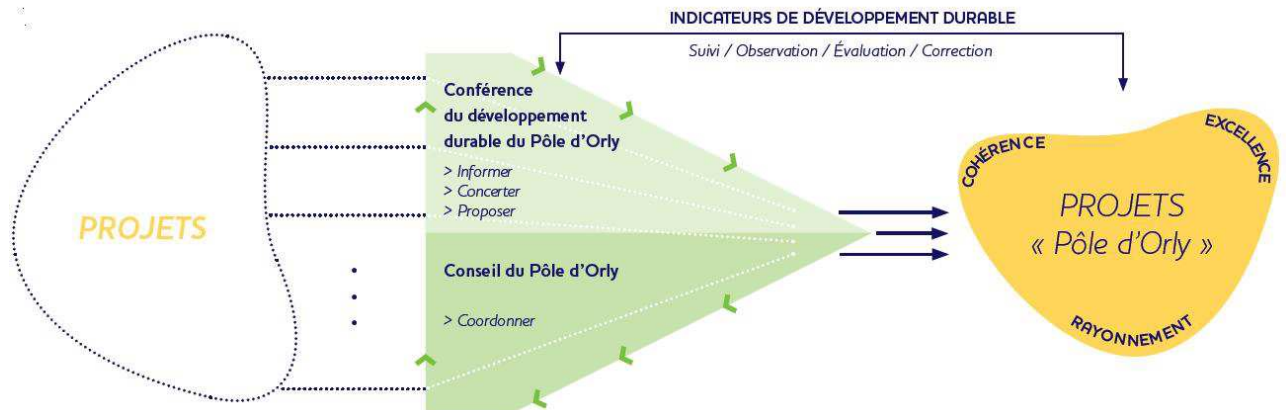 INDICATEURS DE DÉVELOPPEMENT DURABLE
Suivi / Observation / Évaluation / Correction
PROJETS
Conférence
du développement
durable du Pôle d'Orly
> Informer
> Concerter
> Proposer
Conseil du Pôle d'Orly
> Coordonner
COHÉRENCE
EXCELLENCE
PROJETS
« Pôle d'Orly »
RAYONNEMENT